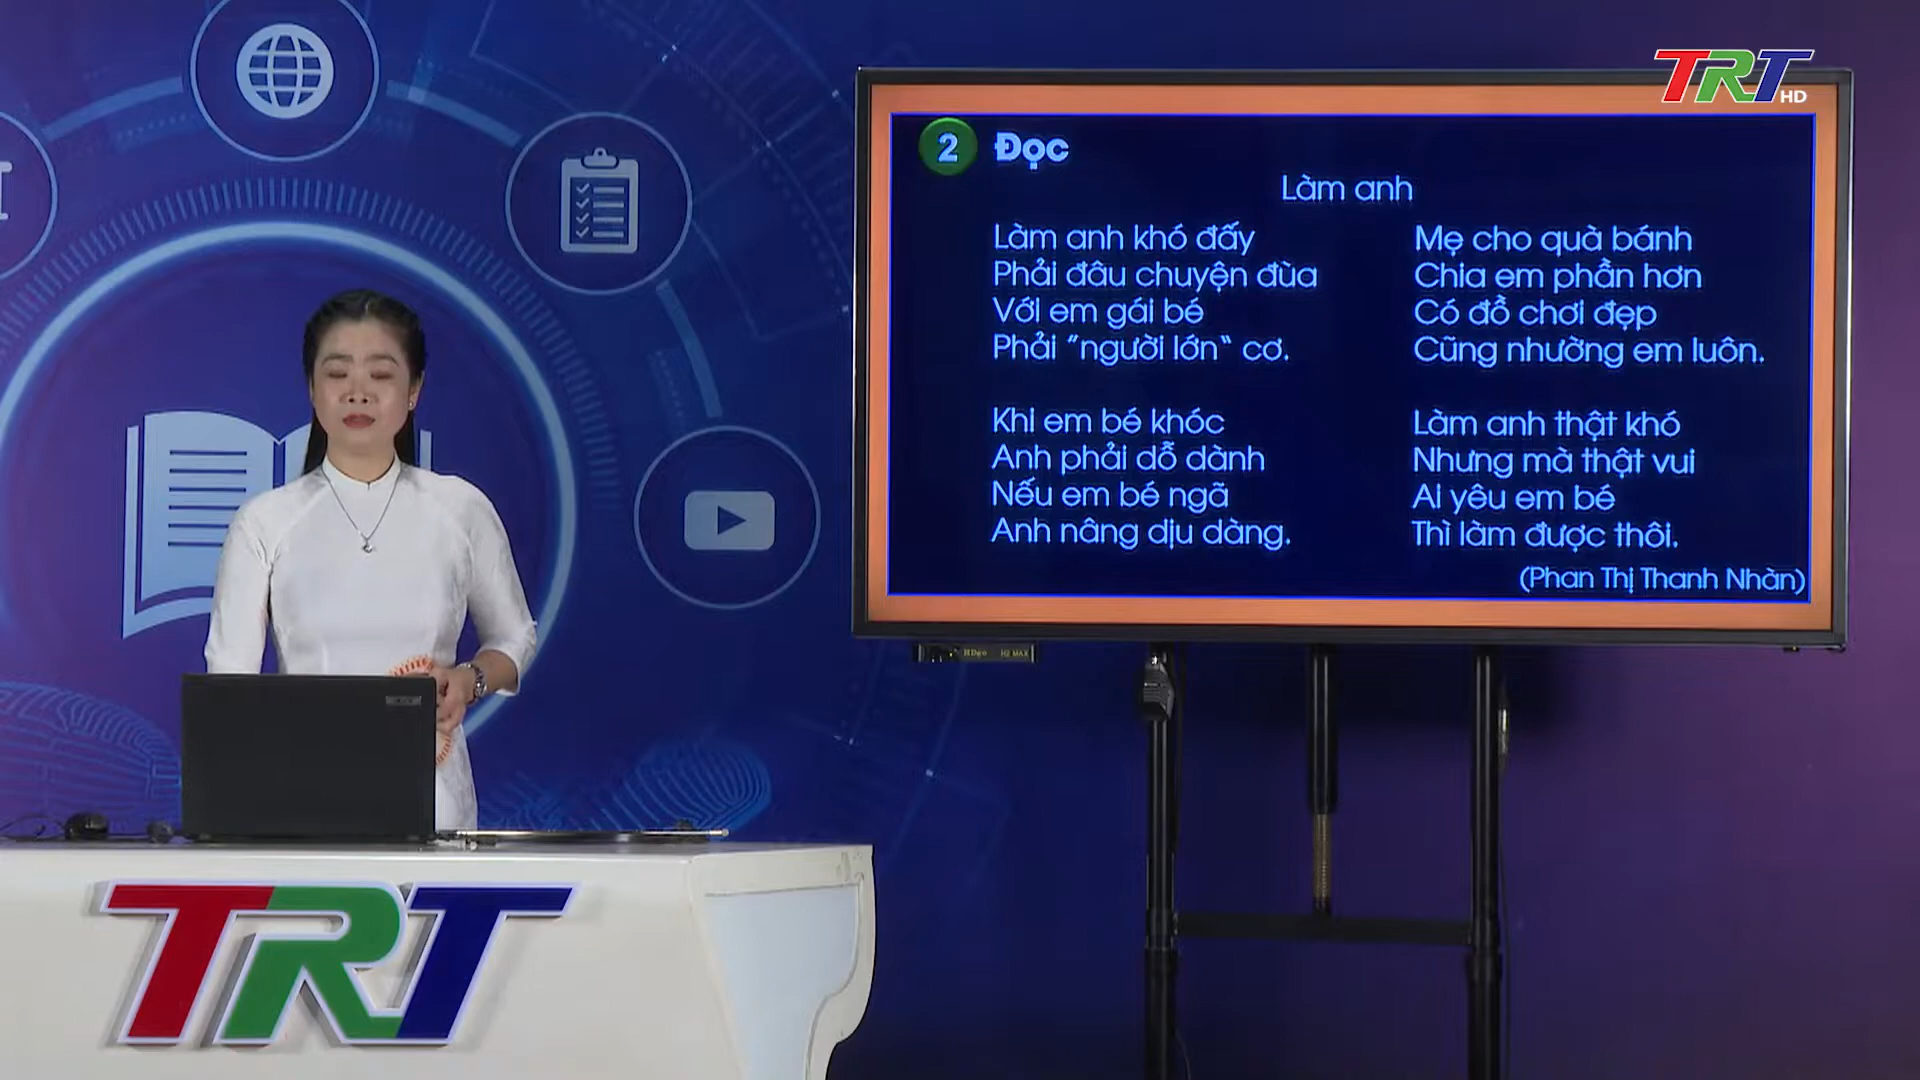 TRT HD
2 Đọc
Làm anh
Làm anh khó đấy
Phải đâu chuyện đùa
Với em gái bé
Phải "người lớn" cơ.
Khi em bé khóc
Anh phải dỗ dành
Nếu em bé ngã
Anh nâng dịu dàng.
Mẹ cho quà bánh
Chia em phần hơn
Có đồ chơi đẹp
Cũng nhường em luôn.
Làm anh thật khó
Nhưng mà thật vui
Ai yêu em bé
Thì làm được thôi.
(Phan Thị Thanh Nhàn)
TRT